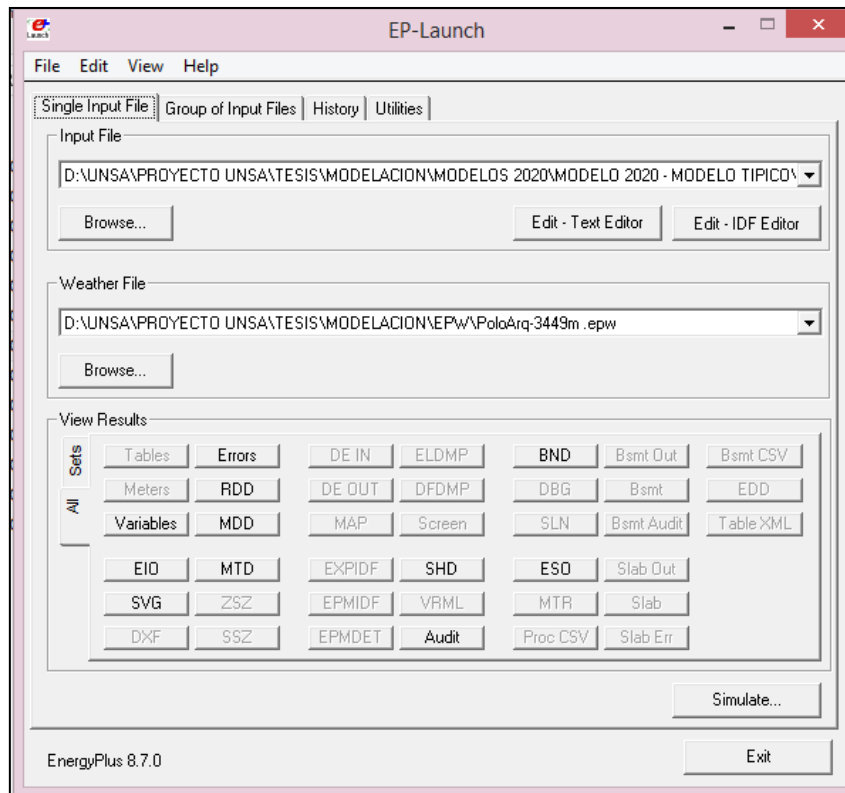 EP-Launch
File Edit View Help
Single Input File Group of Input Files History Utilities
Input File
D:\UNSA\PROYECTO UNSA\TESIS\MODELACION\MODELOS 2020\MODELO 2020 - MODELO TIPICO\
Browse... Edit - Text Editor Edit - IDF Editor
Weather File
D:\UNSA\PROYECTO UNSA\TESIS\MODELACION\EPW\PoloArq-3449m .epw
Browse...
View Results
Sets
All
Tables Errors DE IN ELDMP BND Bsmt Out Bsmt CSV
Meters RDD DE OUT DFDMP DBG Bsmt EDD
Variables MDD MAP Screen SLN Bsmt Audit Table XML
EIO MTD EXPIDF SHD ESO Slab Out
SVG ZSZ EPMIDF VRML MTR Slab
DXF SSZ EPMDET Audit Proc CSV Slab Err
Simulate...
EnergyPlus 8.7.0 Exit